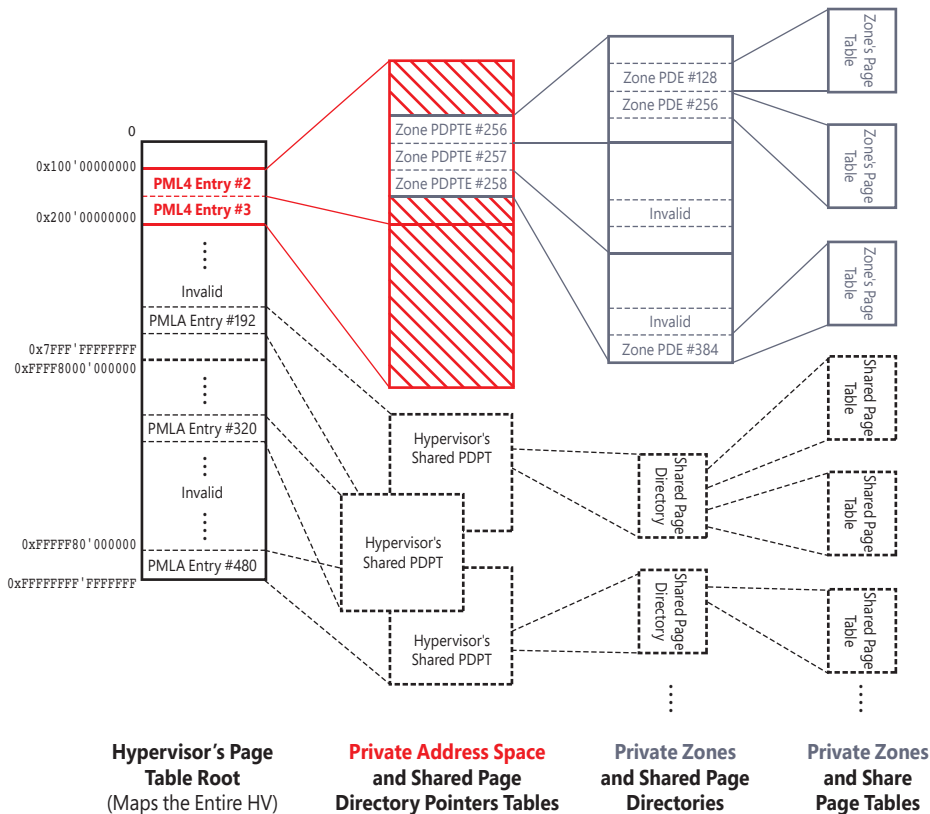 0
0x100'00000000
PML4 Entry #2
PML4 Entry #3
0x200'00000000
Invalid
PMLA Entry #192
0x7FFF'FFFFFFFF
0xFFFF8000'000000
PMLA Entry #320
Invalid
0xFFFFF80'000000
PMLA Entry #480
0xFFFFFFFF'FFFFFFF
Zone PDPTE #256
Zone PDPTE #257
Zone PDPTE #258
Hypervisor's
Shared PDPT
Hypervisor's
Shared PDPT
Hypervisor's
Shared PDPT
Zone PDE #128
Zone PDE #256
Invalid
Invalid
Zone PDE #384
Shared Page
Directory
Shared Page
Directory
Zone's Page
Table
Zone's Page
Table
Zone's Page
Table
Shared Page
Table
Shared Page
Table
Shared Page
Table
Hypervisor's Page
Table Root
(Maps the Entire HV)
Private Address Space
and Shared Page
Directory Pointers Tables
Private Zones
and Shared Page
Directories
Private Zones
and Share
Page Tables